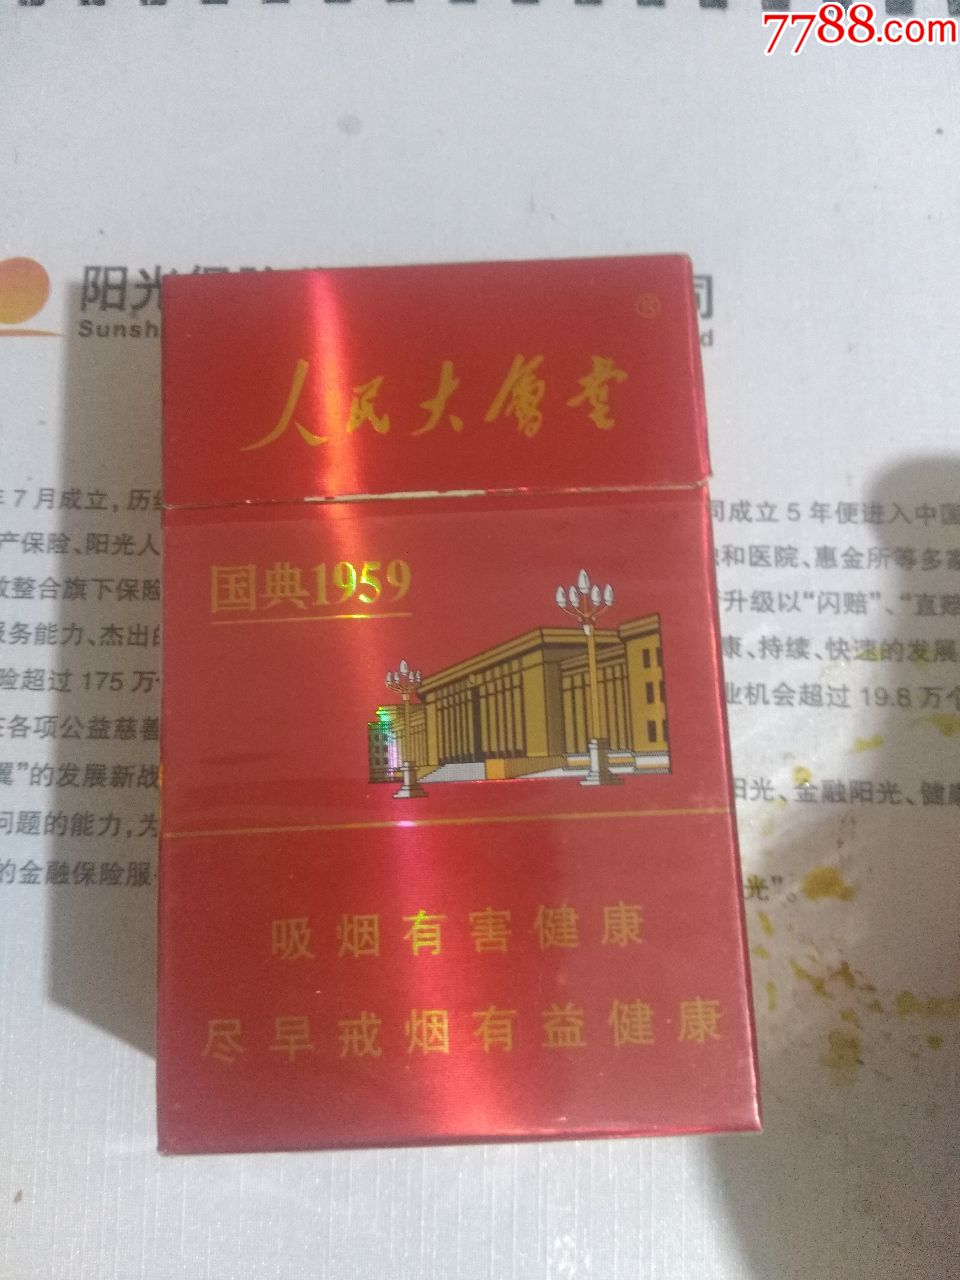 7788.com
阳光
司
Sunsh
d
®
人民大會堂
年7月成立，历经
司成立5年便进入中国
产保险、阳光人
国典1959
融和医院、惠金所等多家
效整合旗下保险
升级以“闪赔”、“直赔
服务能力、杰出的
康、持续、快速的发展
险超过175万
业机会超过19.8万个
在各项公益慈善
翼”的发展新战
阳光、金融阳光、健康
问题的能力，为
的金融保险服
光”。
吸烟有害健康
尽早戒烟有益健康